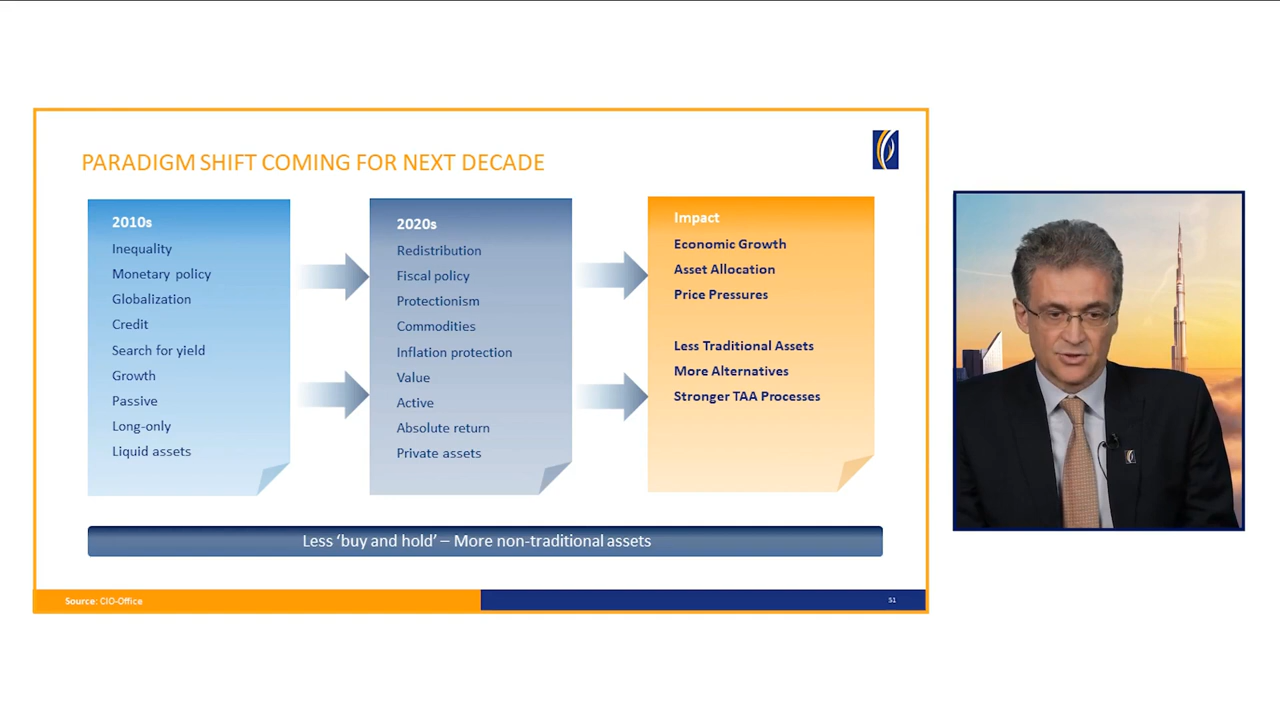 PARADIGM SHIFT COMING FOR NEXT DECADE
2010s
Inequality
Monetary policy
Globalization
Credit
Search for yield
Growth
Passive
Long-only
Liquid assets
2020s
Redistribution
Fiscal policy
Protectionism
Commodities
Inflation protection
Value
Active
Absolute return
Private assets
Impact
Economic Growth
Asset Allocation
Price Pressures
Less Traditional Assets
More Alternatives
Stronger TAA Processes
Less ‘buy and hold’ – More non-traditional assets
Source: CIO-Office
51